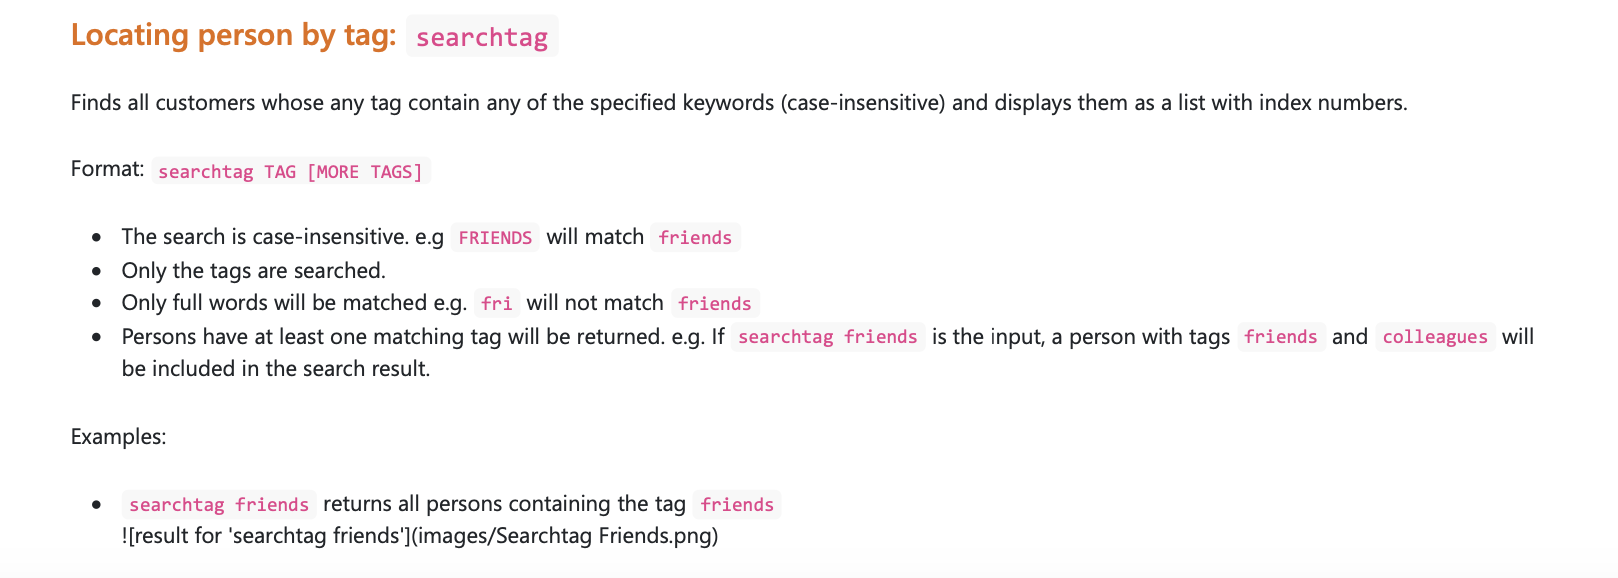 Locating person by tag: searchtag
Finds all customers whose any tag contain any of the specified keywords (case-insensitive) and displays them as a list with index numbers.
Format: searchtag TAG [MORE TAGS]
• The search is case-insensitive. e.g FRIENDS will match friends
• Only the tags are searched.
• Only full words will be matched e.g. fri will not match friends
• Persons have at least one matching tag will be returned. e.g. If searchtag friends is the input, a person with tags friends and colleagues will
be included in the search result.
Examples:
• searchtag friends returns all persons containing the tag friends
![result for 'searchtag friends'](images/Searchtag Friends.png)